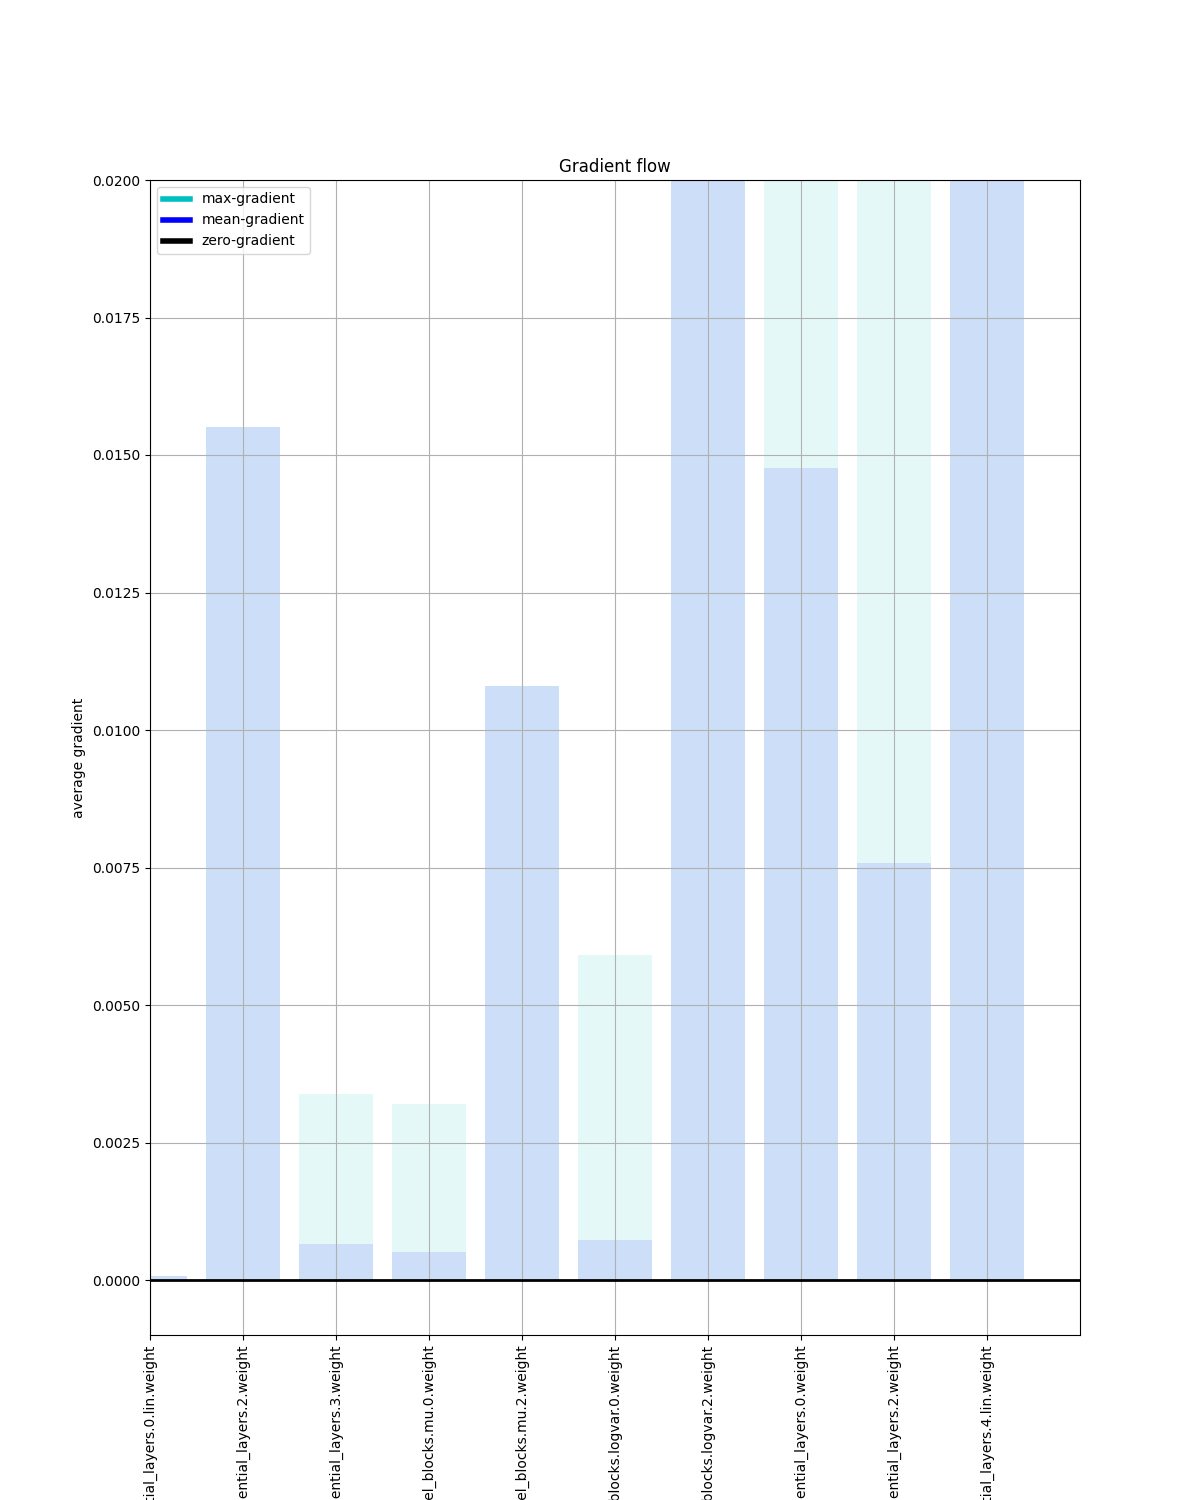 Gradient flow
max-gradient
mean-gradient
zero-gradient
0.0200
0.0175
0.0150
0.0125
0.0100
0.0075
0.0050
0.0025
0.0000
average gradient
tial_layers.0.lin.weight
ential_layers.2.weight
ential_layers.3.weight
el_blocks.mu.0.weight
el_blocks.mu.2.weight
blocks.logvar.0.weight
blocks.logvar.2.weight
ential_layers.0.weight
ential_layers.2.weight
tial_layers.4.lin.weight